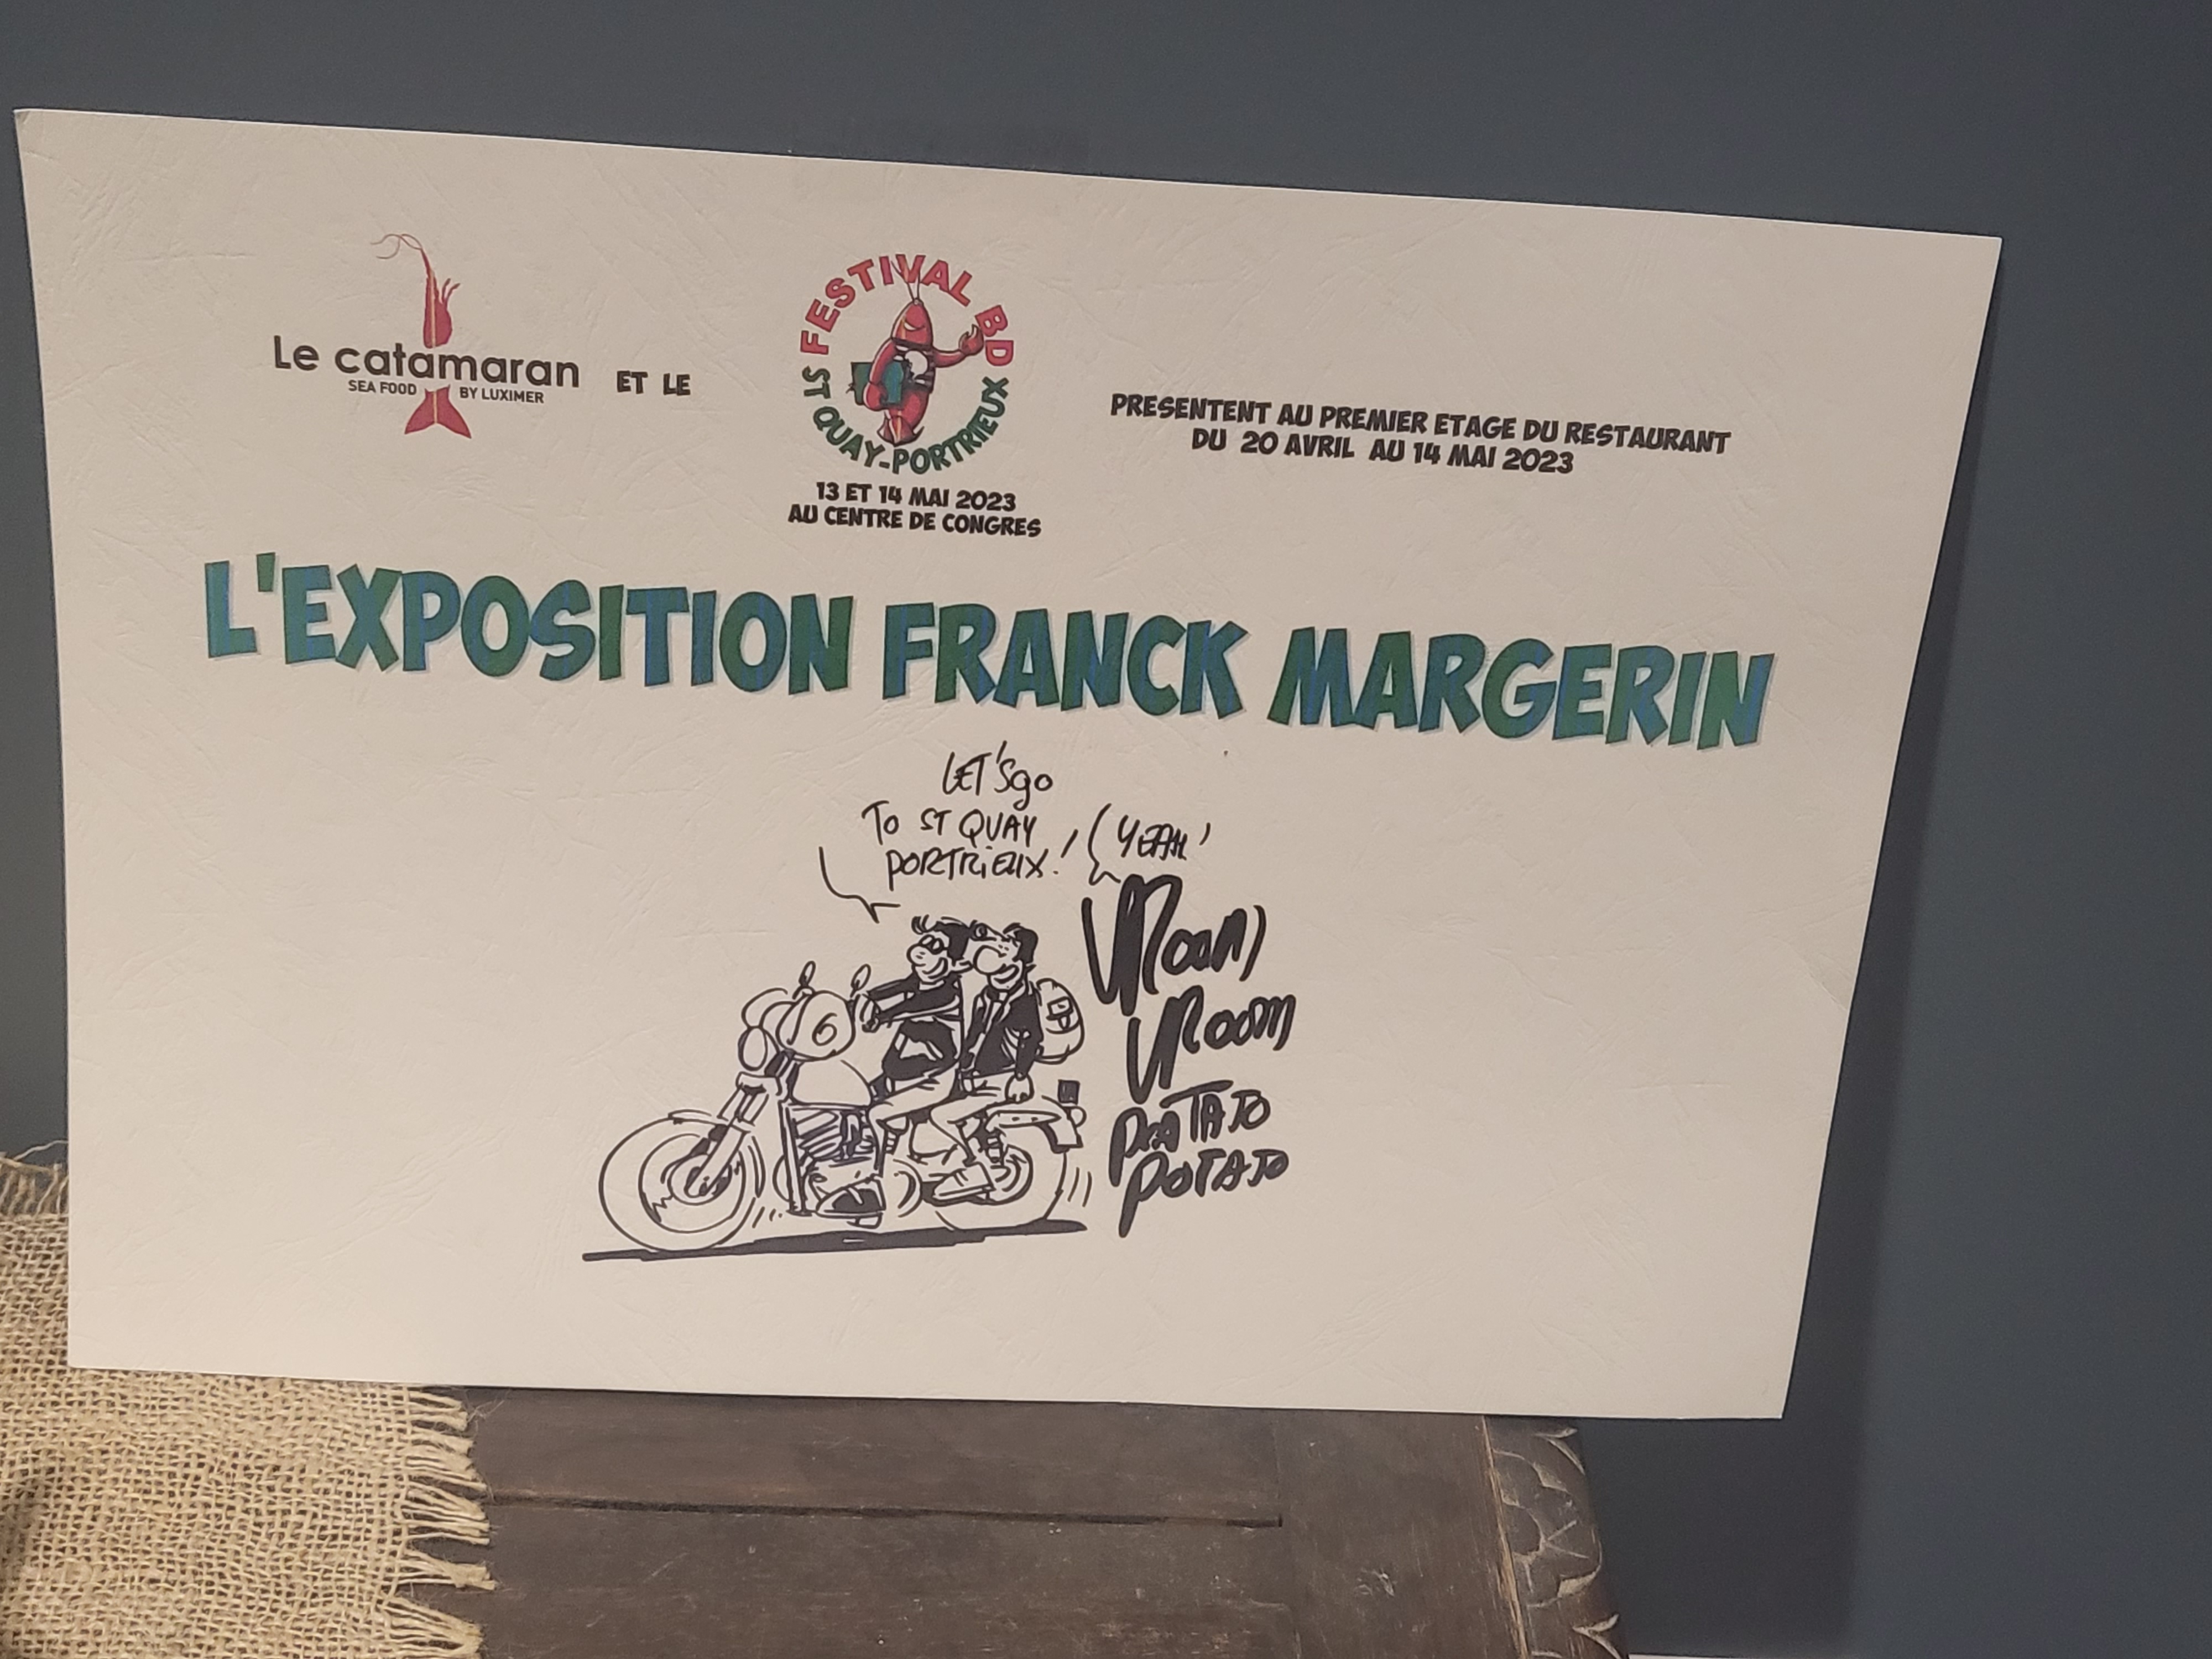 Le catamaran
SEA FOOD BY LUXIMER
ET LE
FESTIVAL BD
ST QUAY-PORTRIEUX
13 ET 14 MAI 2023
AU CENTRE DE CONGRES
PRESENTENT AU PREMIER ETAGE DU RESTAURANT
DU 20 AVRIL AU 14 MAI 2023
L'EXPOSITION FRANCK MARGERIN
LET'S go
TO ST QUAY
PORTRIEUX!
YEAH!
VROOM
VROOM
POTATO
POTATO